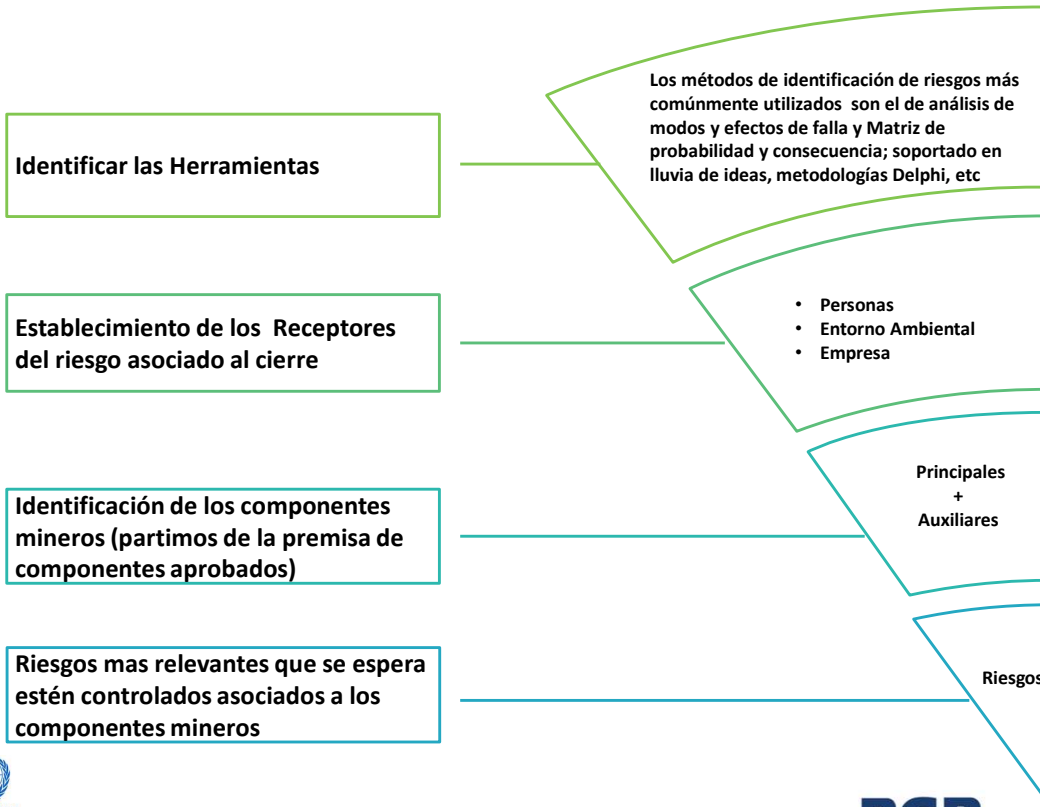 Identificar las Herramientas
Los métodos de identificación de riesgos más
comúnmente utilizados son el de análisis de
modos y efectos de falla y Matriz de
probabilidad y consecuencia; soportado en
lluvia de ideas, metodologías Delphi, etc
Establecimiento de los Receptores
del riesgo asociado al cierre
• Personas
• Entorno Ambiental
• Empresa
Identificación de los componentes
mineros (partimos de la premisa de
componentes aprobados)
Principales
+
Auxiliares
Riesgos mas relevantes que se espera
estén controlados asociados a los
componentes mineros
Riesgos